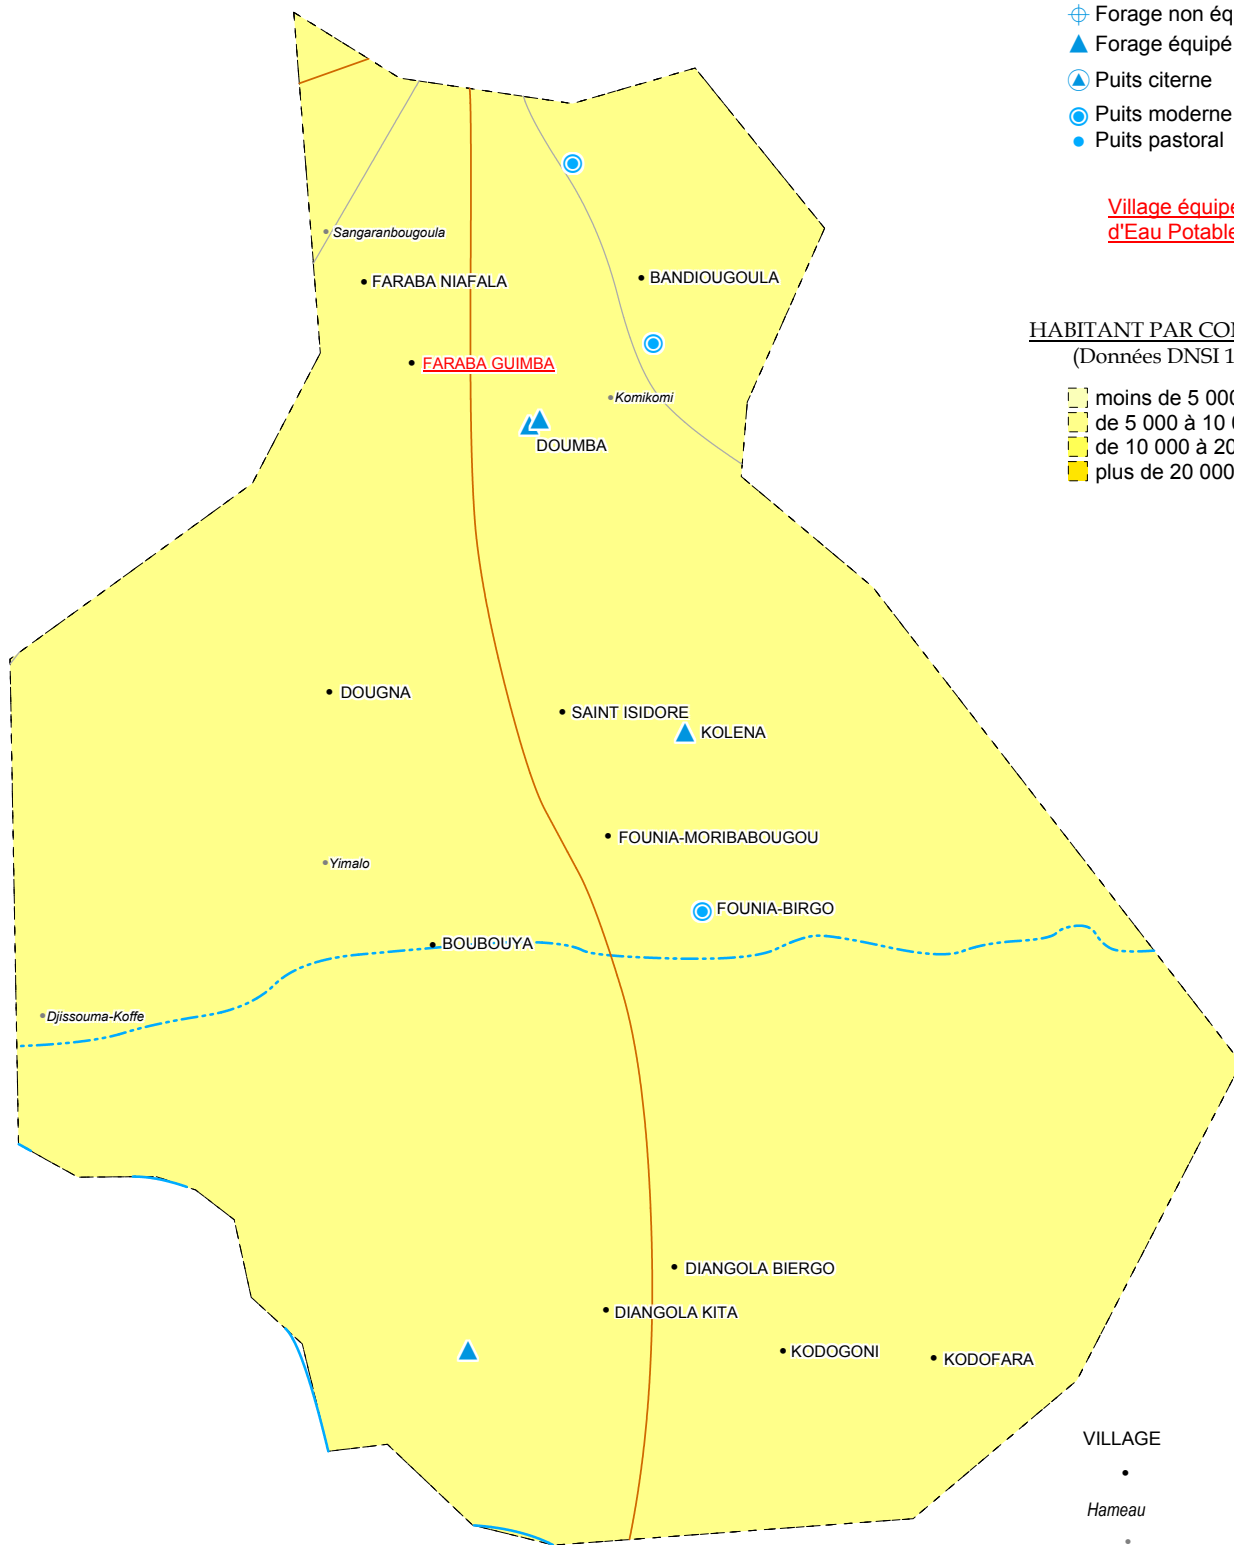 Forage non éq
Forage équipé
Puits citerne
Puits moderne
Puits pastoral
Village équipé
d'Eau Potable
HABITANT PAR COM
(Données DNSI 1
moins de 5 000
de 5 000 à 10 0
de 10 000 à 20
plus de 20 000
Sangaranbougoula
FARABA NIAFALA
BANDIOUGOULA
FARABA GUIMBA
Komikomi
DOUMBA
DOUGNA
SAINT ISIDORE
KOLENA
FOUNIA-MORIBABOUGOU
Yimalo
FOUNIA-BIRGO
BOUBOUYA
Djissouma-Koffe
DIANGOLA BIERGO
DIANGOLA KITA
KODOGONI
KODOFARA
VILLAGE
Hameau